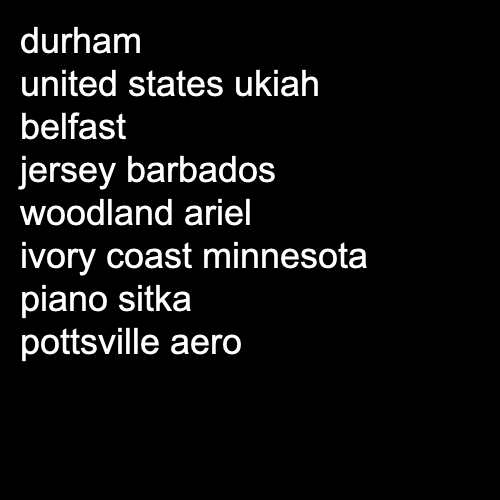 durham
united states ukiah
belfast
jersey barbados
woodland ariel
ivory coast minnesota
piano sitka
pottsville aero